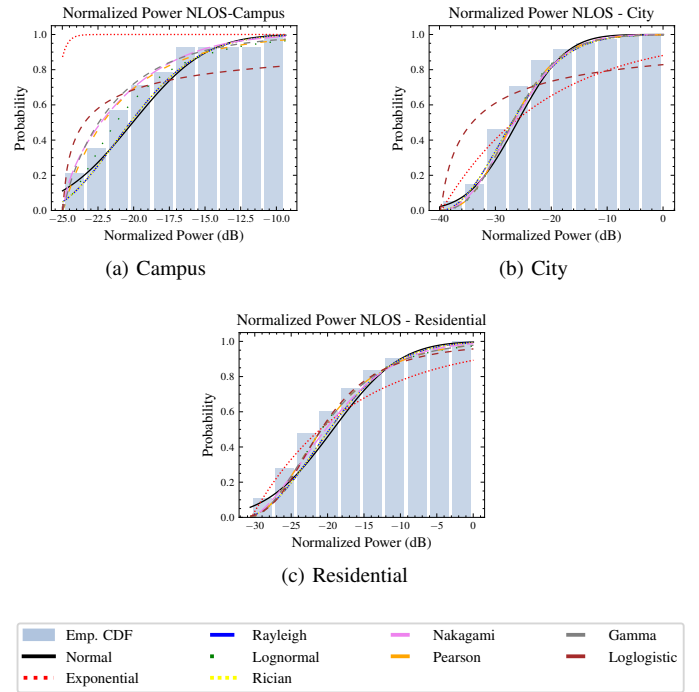 Normalized Power NLOS-Campus
1.0
0.8
0.6
0.4
0.2
0.0
Probability
−25.0 −22.5 −20.0 −17.5 −15.0 −12.5 −10.0
Normalized Power (dB)
(a) Campus
Normalized Power NLOS - City
1.0
0.8
0.6
0.4
0.2
0.0
Probability
−40 −30 −20 −10 0
Normalized Power (dB)
(b) City
Normalized Power NLOS - Residential
1.0
0.8
0.6
0.4
0.2
0.0
Probability
−30 −25 −20 −15 −10 −5 0
Normalized Power (dB)
(c) Residential
Emp. CDF Rayleigh Nakagami Gamma
Normal Lognormal Pearson Loglogistic
Exponential Rician